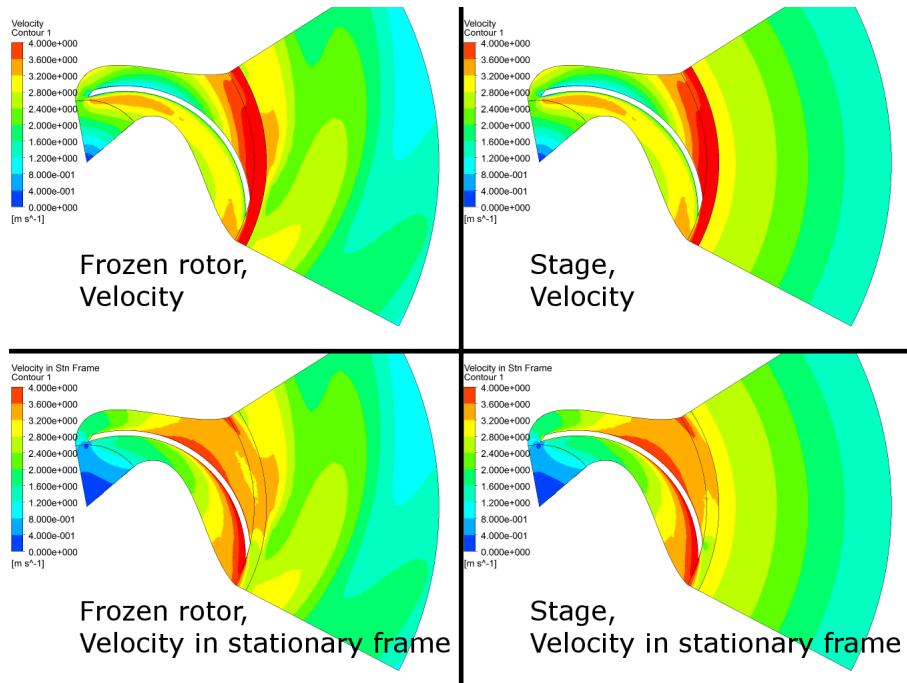 Velocity
Contour 1
4.000e+000
3.600e+000
3.200e+000
2.800e+000
2.400e+000
2.000e+000
1.600e+000
1.200e+000
8.000e-001
4.000e-001
0.000e+000
[m s^-1]
Frozen rotor,
Velocity
Velocity
Contour 1
4.000e+000
3.600e+000
3.200e+000
2.800e+000
2.400e+000
2.000e+000
1.600e+000
1.200e+000
8.000e-001
4.000e-001
0.000e+000
[m s^-1]
Stage,
Velocity
Velocity in Stn Frame
Contour 1
4.000e+000
3.600e+000
3.200e+000
2.800e+000
2.400e+000
2.000e+000
1.600e+000
1.200e+000
8.000e-001
4.000e-001
0.000e+000
[m s^-1]
Frozen rotor,
Velocity in stationary frame
Velocity in Stn Frame
Contour 1
4.000e+000
3.600e+000
3.200e+000
2.800e+000
2.400e+000
2.000e+000
1.600e+000
1.200e+000
8.000e-001
4.000e-001
0.000e+000
[m s^-1]
Stage,
Velocity in stationary frame